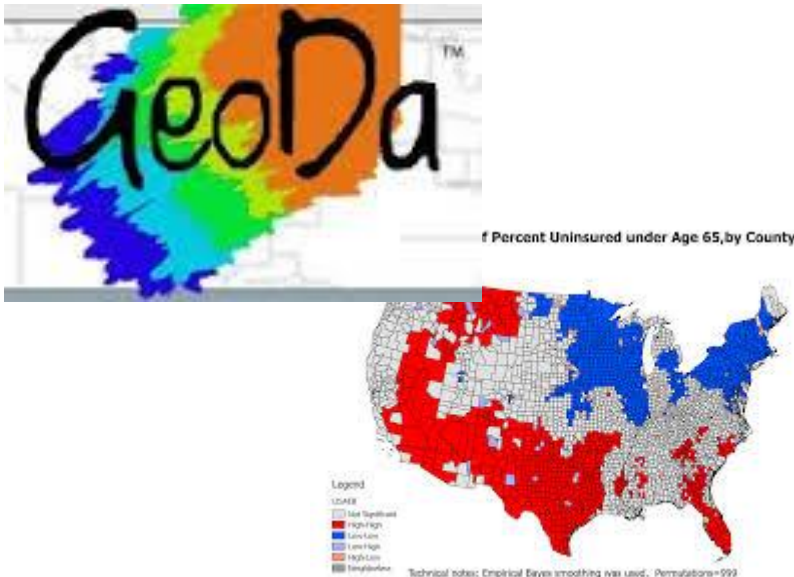 GeoDa
TM
f Percent Uninsured under Age 65,by County
Legend
USAEB
Not Significant
High-High
Low-Low
Low-High
High-Low
Neighborless
Technical notes: Empirical Bayes smoothing was used. Permutations=999